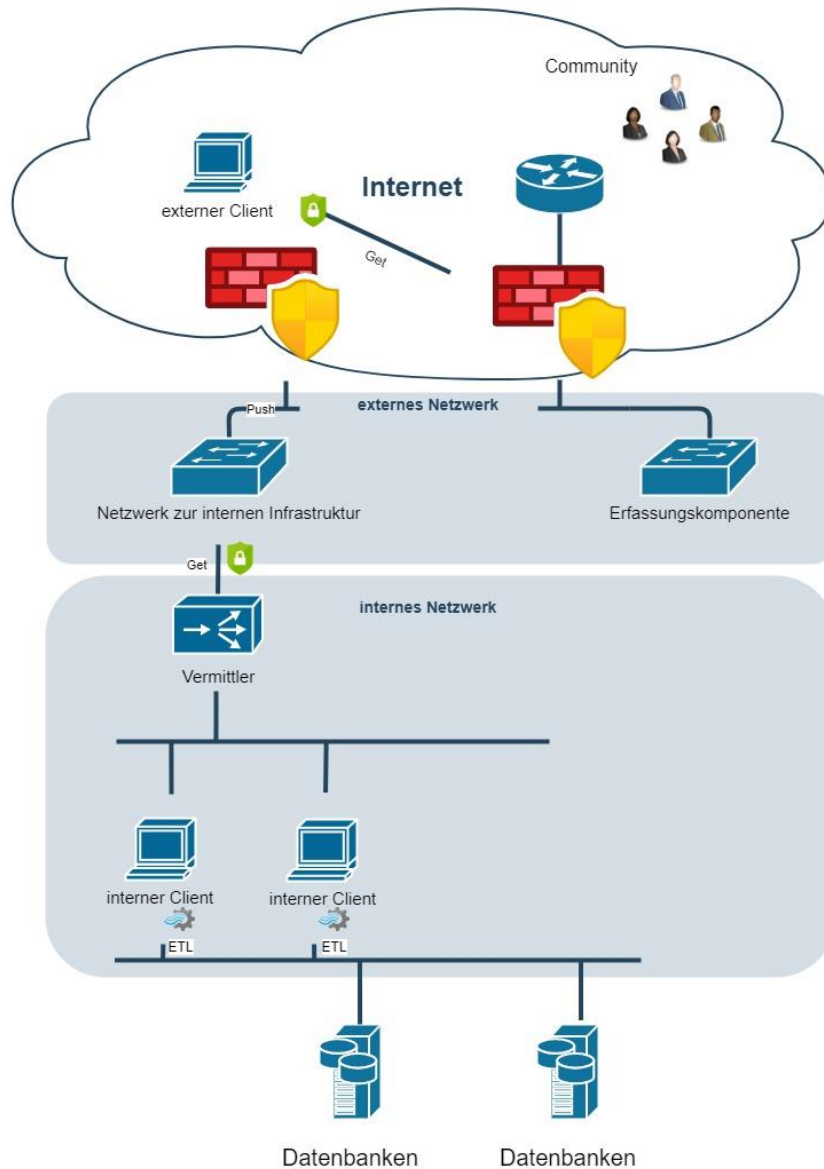 Community
Internet
externer Client
Get
externes Netzwerk
Push
Netzwerk zur internen Infrastruktur
Erfassungskomponente
Get
internes Netzwerk
Vermittler
interner Client
interner Client
ETL
ETL
Datenbanken
Datenbanken